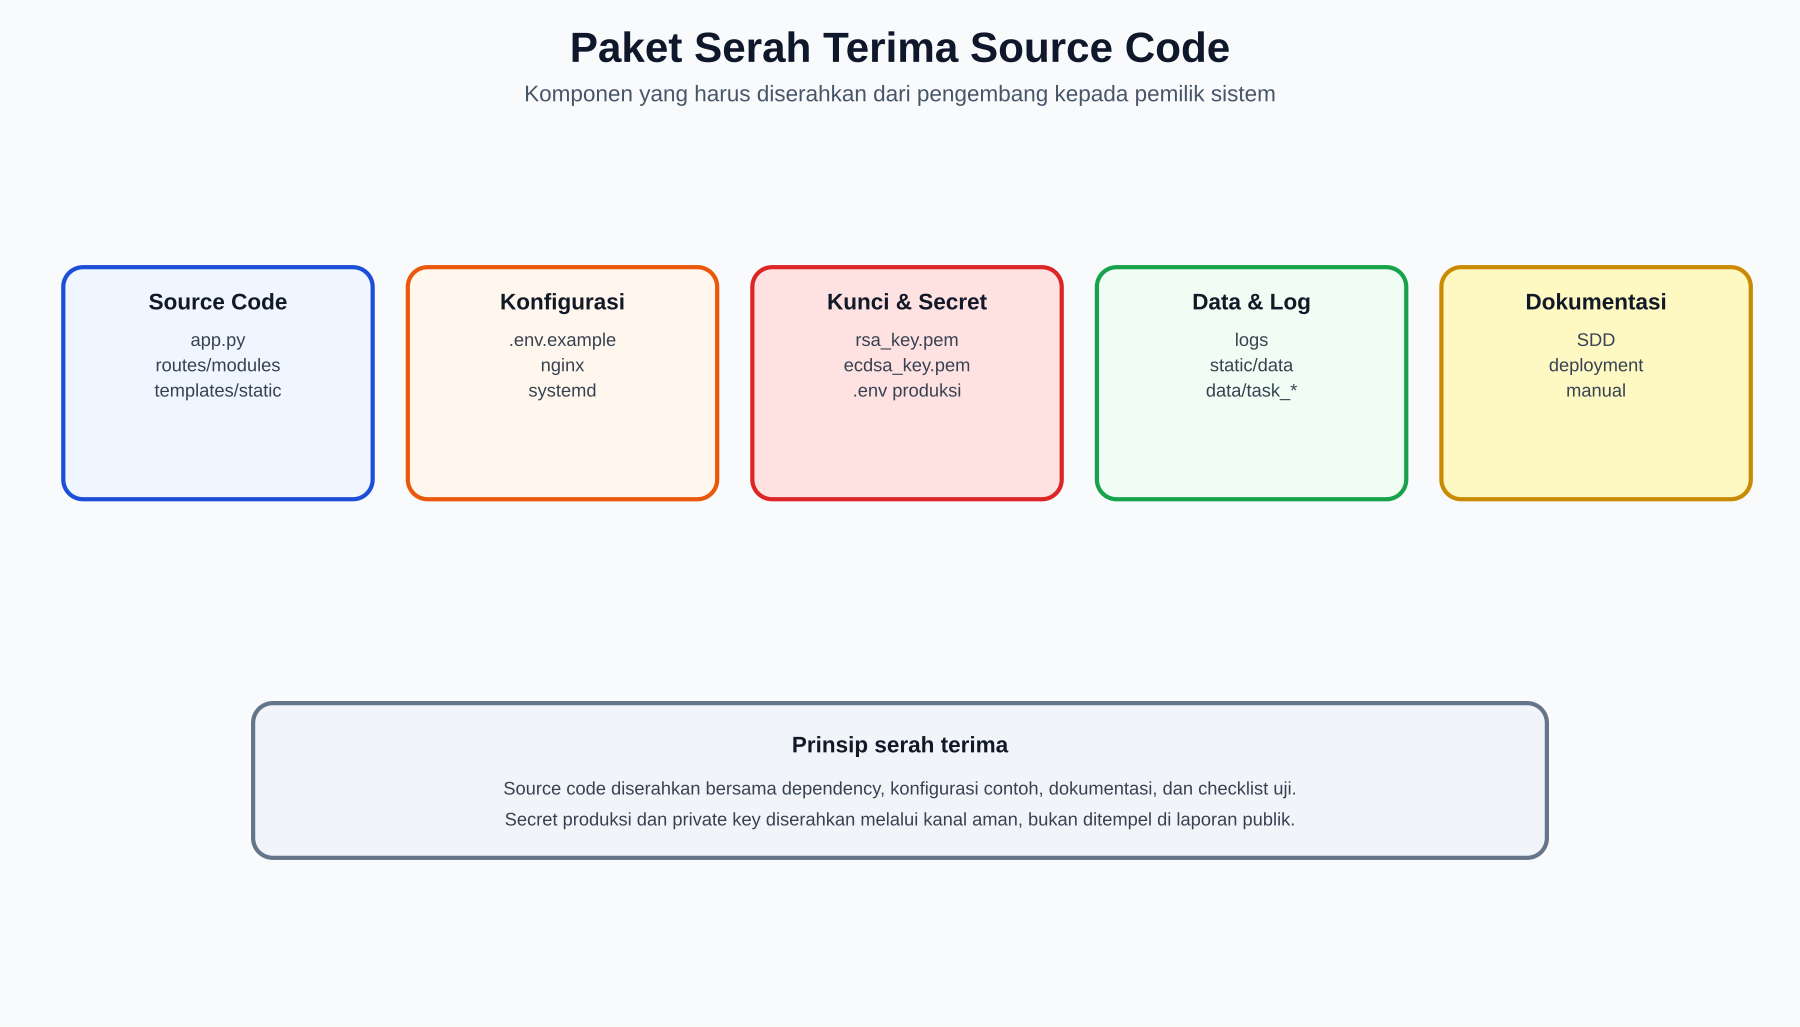 Paket Serah Terima Source Code
Komponen yang harus diserahkan dari pengembang kepada pemilik sistem
Source Code
app.py
routes/modules
templates/static
Konfigurasi
.env.example
nginx
systemd
Kunci & Secret
rsa_key.pem
ecdsa_key.pem
.env produksi
Data & Log
logs
static/data
data/task_*
Dokumentasi
SDD
deployment
manual
Prinsip serah terima
Source code diserahkan bersama dependency, konfigurasi contoh, dokumentasi, dan checklist uji.
Secret produksi dan private key diserahkan melalui kanal aman, bukan ditempel di laporan publik.